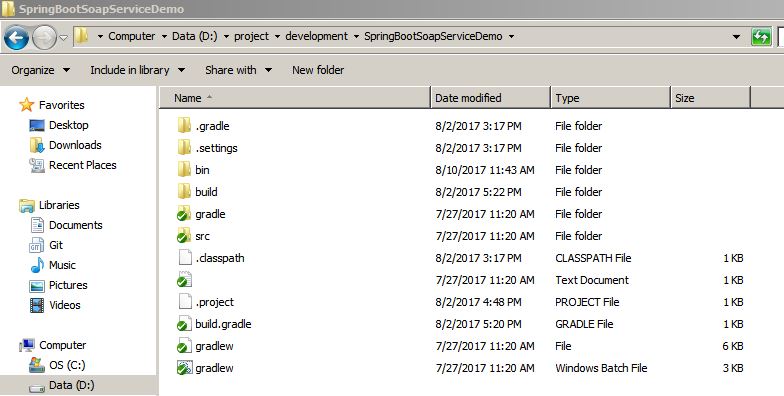 SpringBootSoapServiceDemo
Computer Data (D:) project development SpringBootSoapServiceDemo
Organize Include in library Share with New folder
Name Date modified Type Size
Favorites
Desktop
Downloads
Recent Places
Libraries
Documents
Git
Music
Pictures
Videos
Computer
OS (C:)
Data (D:)
.gradle 8/2/2017 3:17 PM File folder
.settings 8/2/2017 3:17 PM File folder
bin 8/10/2017 11:43 AM File folder
build 8/2/2017 5:22 PM File folder
gradle 7/27/2017 11:20 AM File folder
src 7/27/2017 11:20 AM File folder
.classpath 8/2/2017 3:17 PM CLASSPATH File 1 KB
7/27/2017 11:20 AM Text Document 1 KB
.project 8/2/2017 4:48 PM PROJECT File 1 KB
build.gradle 8/2/2017 5:20 PM GRADLE File 1 KB
gradlew 7/27/2017 11:20 AM File 6 KB
gradlew 7/27/2017 11:20 AM Windows Batch File 3 KB